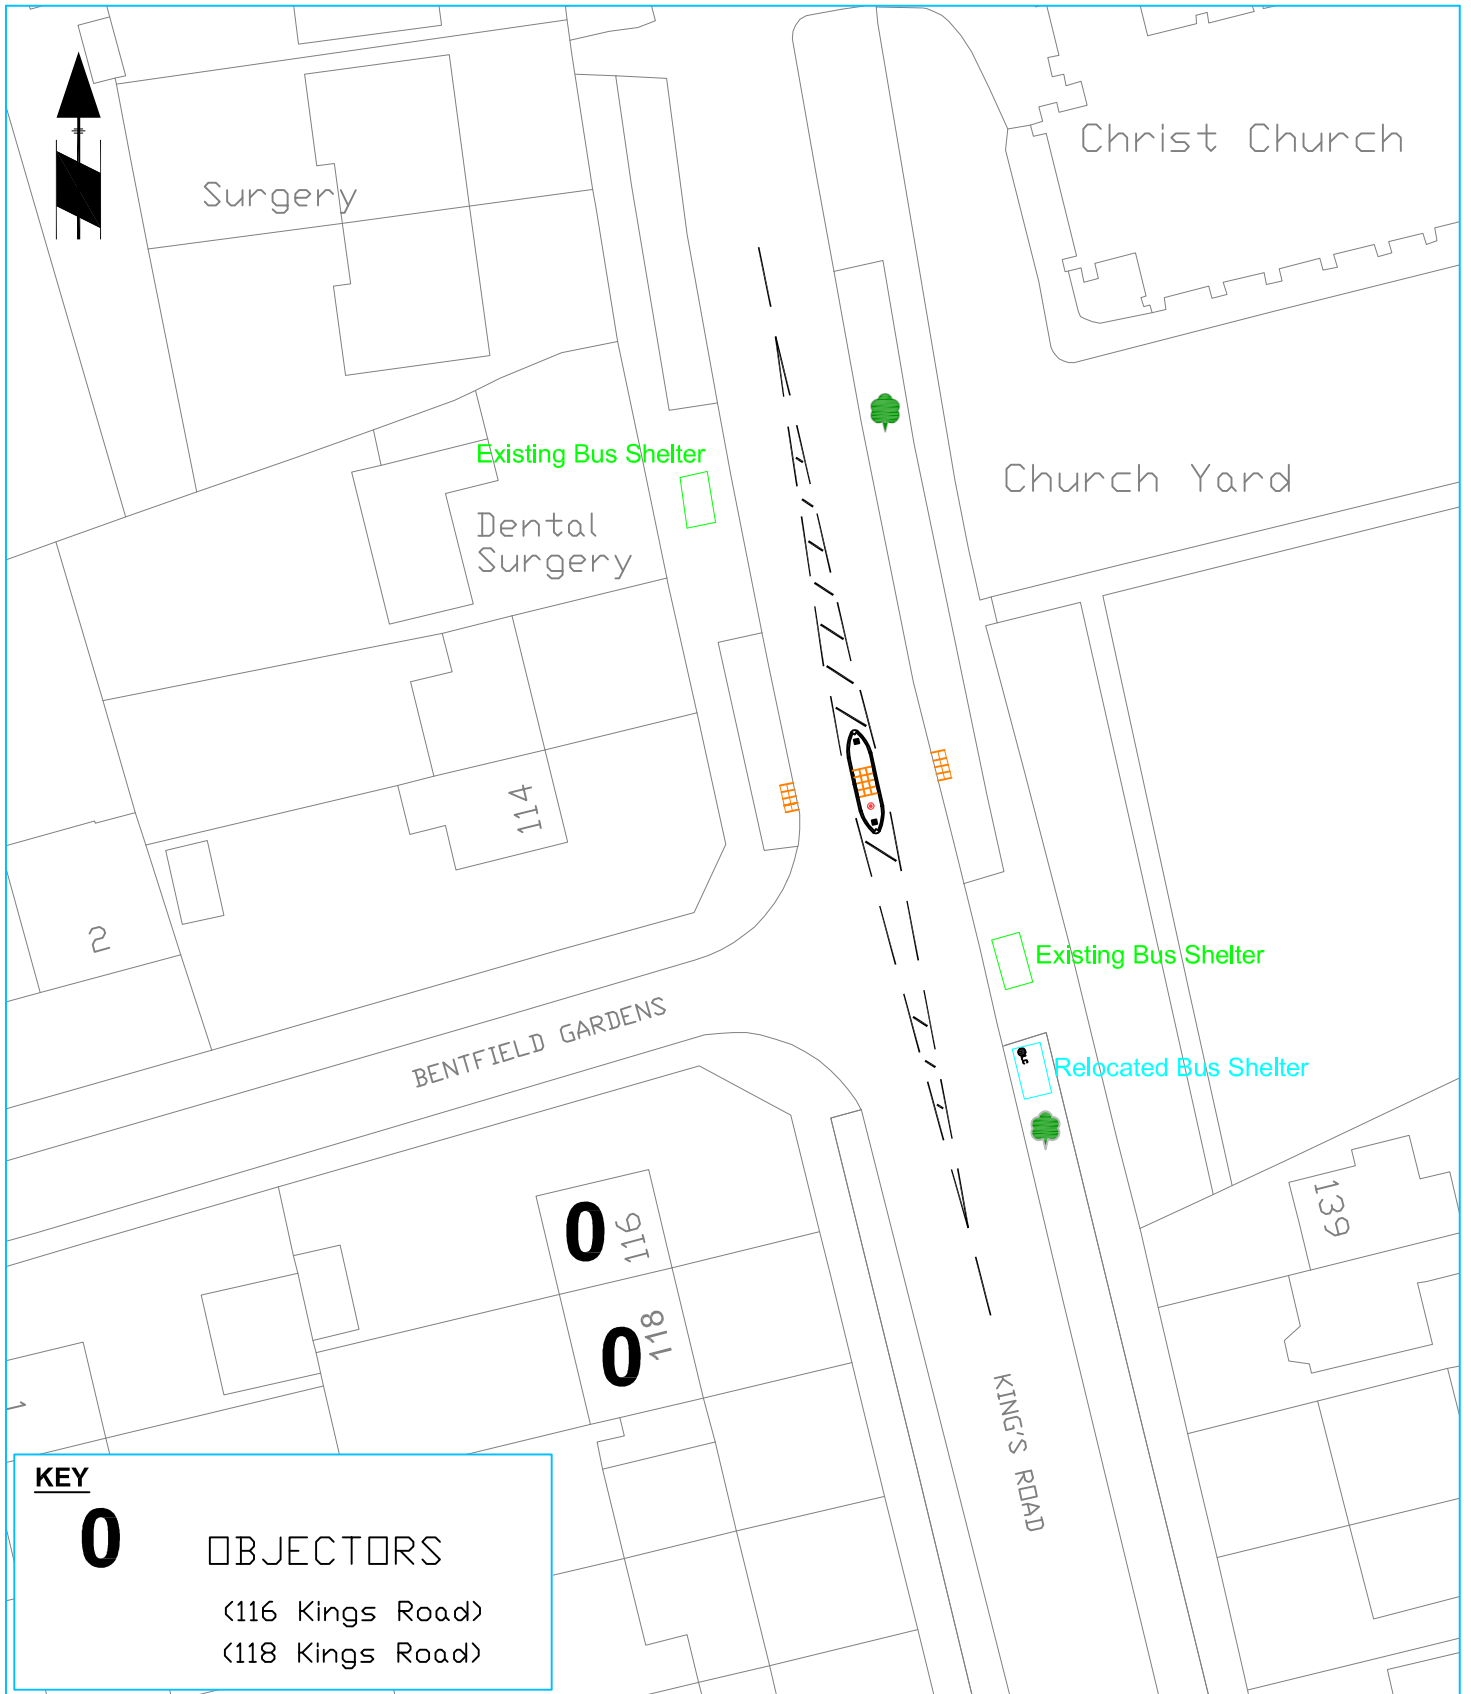 Christ Church
Surgery
Existing Bus Shelter
Church Yard
Dental
Surgery
114
2
Existing Bus Shelter
BENTFIELD GARDENS
Relocated Bus Shelter
139
0
116
0
118
1
KING'S ROAD
KEY
0 OBJECTORS
(116 Kings Road)
(118 Kings Road)